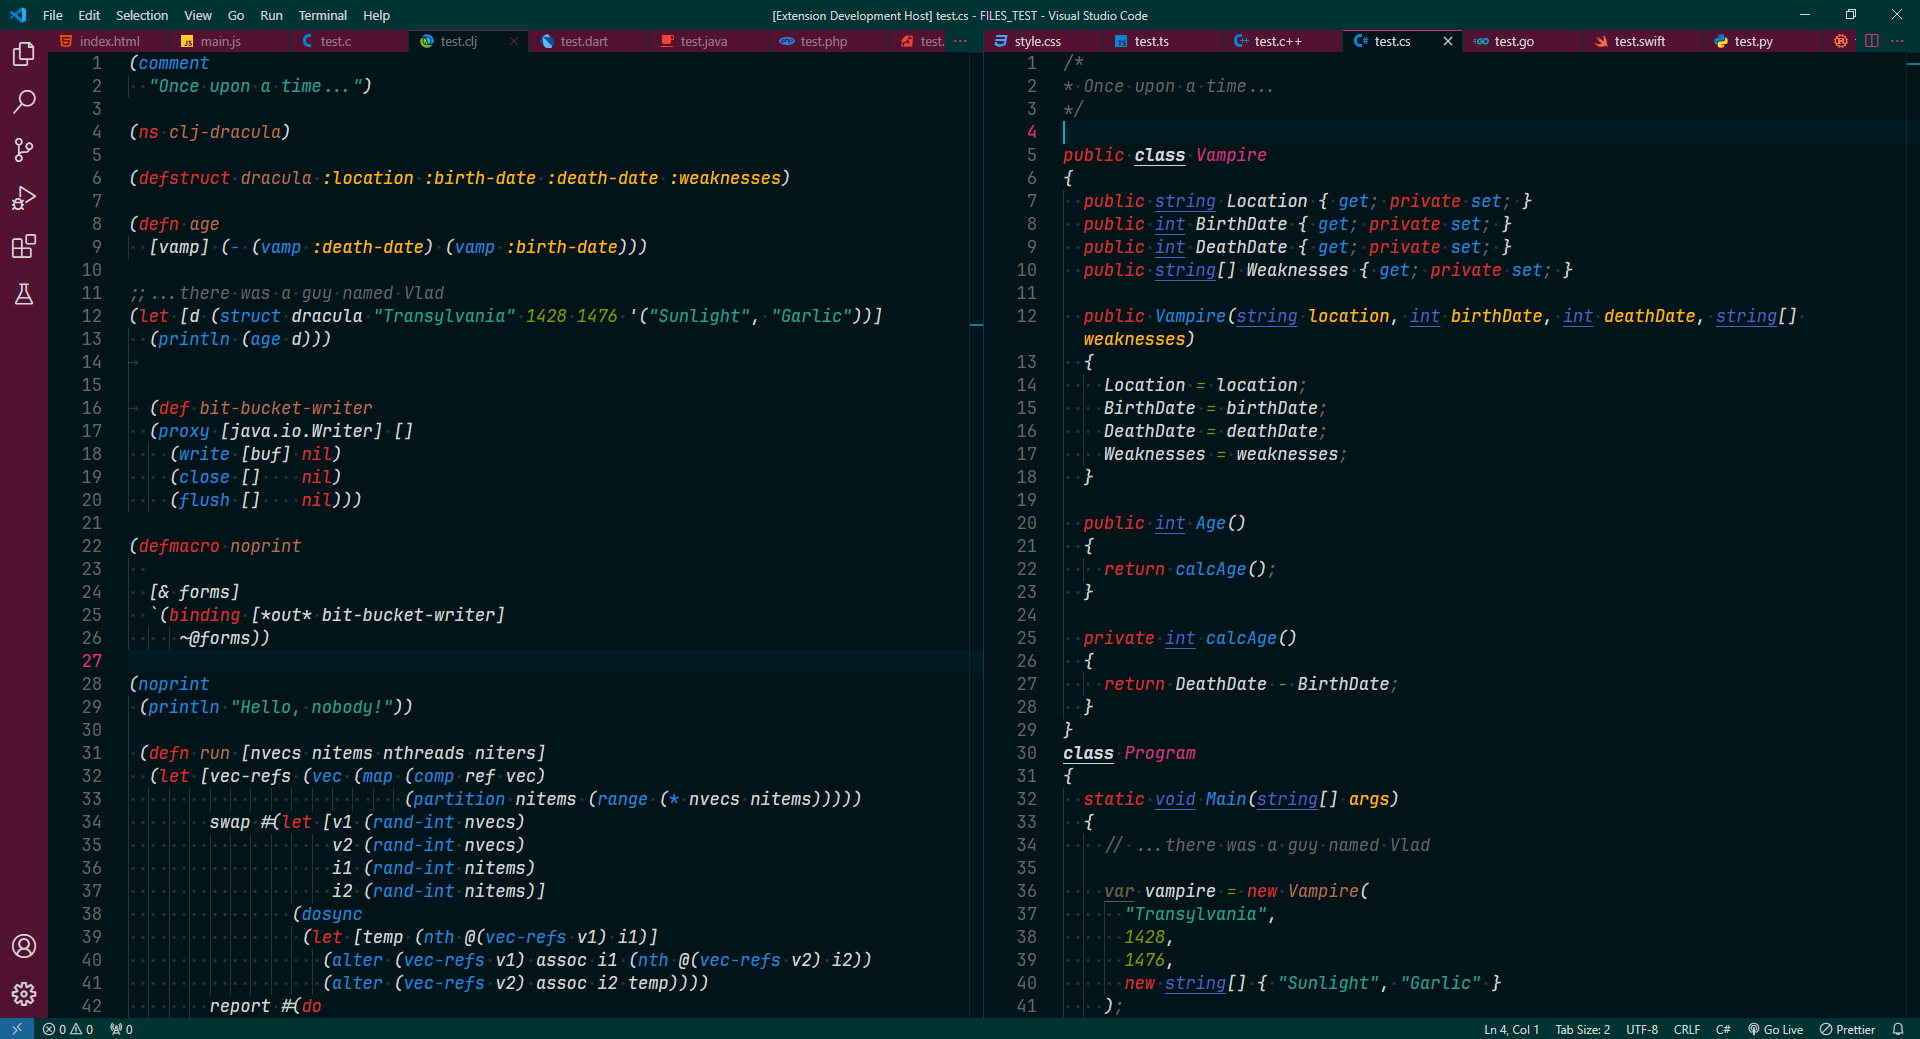 File Edit Selection View Go Run Terminal Help
[Extension Development Host] test.cs - FILES_TEST - Visual Studio Code
index.html
JS main.js
test.c
test.clj
test.dart
test.java
php test.php
test. ...
1 (comment
2 "Once upon a time...")
3
4 (ns clj-dracula)
5
6 (defstruct dracula :location :birth-date :death-date :weaknesses)
7
8 (defn age
9 [vamp] (- (vamp :death-date) (vamp :birth-date)))
10
11 ;;...there was a guy named Vlad
12 (let [d (struct dracula "Transylvania" 1428 1476 '("Sunlight", "Garlic"))]
13 (println (age d)))
14
15
16 (def bit-bucket-writer
17 (proxy [java.io.Writer] []
18 (write [buf] nil)
19 (close [] nil)
20 (flush [] nil)))
21
22 (defmacro noprint
23
24 [& forms]
25 `(binding [*out* bit-bucket-writer]
26 ~@forms))
27
28 (noprint
29 (println "Hello, nobody!"))
30
31 (defn run [nvecs nitems nthreads niters]
32 (let [vec-refs (vec (map (comp ref vec)
33 (partition nitems (range (* nvecs nitems)))))
34 swap #(let [v1 (rand-int nvecs)
35 v2 (rand-int nvecs)
36 i1 (rand-int nitems)
37 i2 (rand-int nitems)]
38 (dosync
39 (let [temp (nth @(vec-refs v1) i1)]
40 (alter (vec-refs v1) assoc i1 (nth @(vec-refs v2) i2))
41 (alter (vec-refs v2) assoc i2 temp))))
42 report #(do
style.css
TS test.ts
C++ test.c++
C# test.cs
GO test.go
test.swift
test.py
...
1 /*
2 * Once upon a time...
3 */
4
5 public class Vampire
6 {
7 public string Location { get; private set; }
8 public int BirthDate { get; private set; }
9 public int DeathDate { get; private set; }
10 public string[] Weaknesses { get; private set; }
11
12 public Vampire(string location, int birthDate, int deathDate, string[]
weaknesses)
13 {
14 Location = location;
15 BirthDate = birthDate;
16 DeathDate = deathDate;
17 Weaknesses = weaknesses;
18 }
19
20 public int Age()
21 {
22 return calcAge();
23 }
24
25 private int calcAge()
26 {
27 return DeathDate - BirthDate;
28 }
29 }
30 class Program
31 {
32 static void Main(string[] args)
33 {
34 // ...there was a guy named Vlad
35
36 var vampire = new Vampire(
37 "Transylvania",
38 1428,
39 1476,
40 new string[] { "Sunlight", "Garlic" }
41 );
0 0 0
Ln 4, Col 1 Tab Size: 2 UTF-8 CRLF C# Go Live Prettier